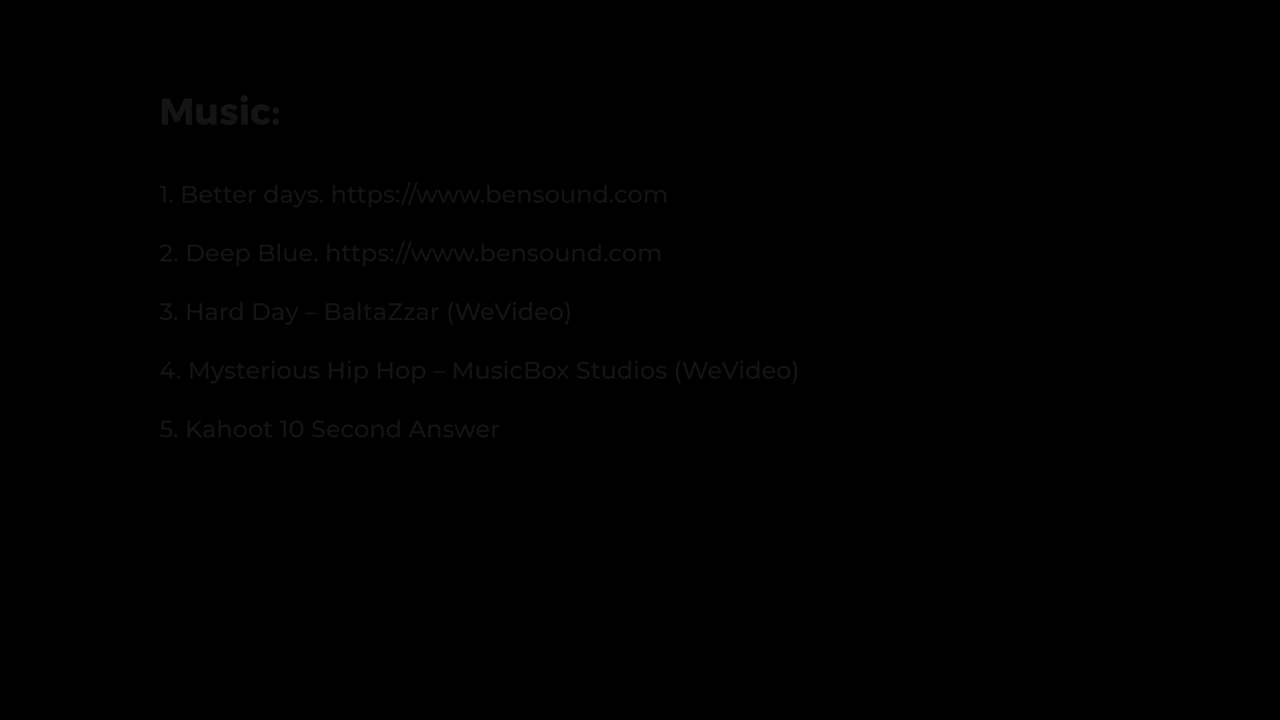 Music:
1. Better days. https://www.bensound.com
2. Deep Blue. https://www.bensound.com
3. Hard Day – BaltaZzar (WeVideo)
4. Mysterious Hip Hop – MusicBox Studios (WeVideo)
5. Kahoot 10 Second Answer